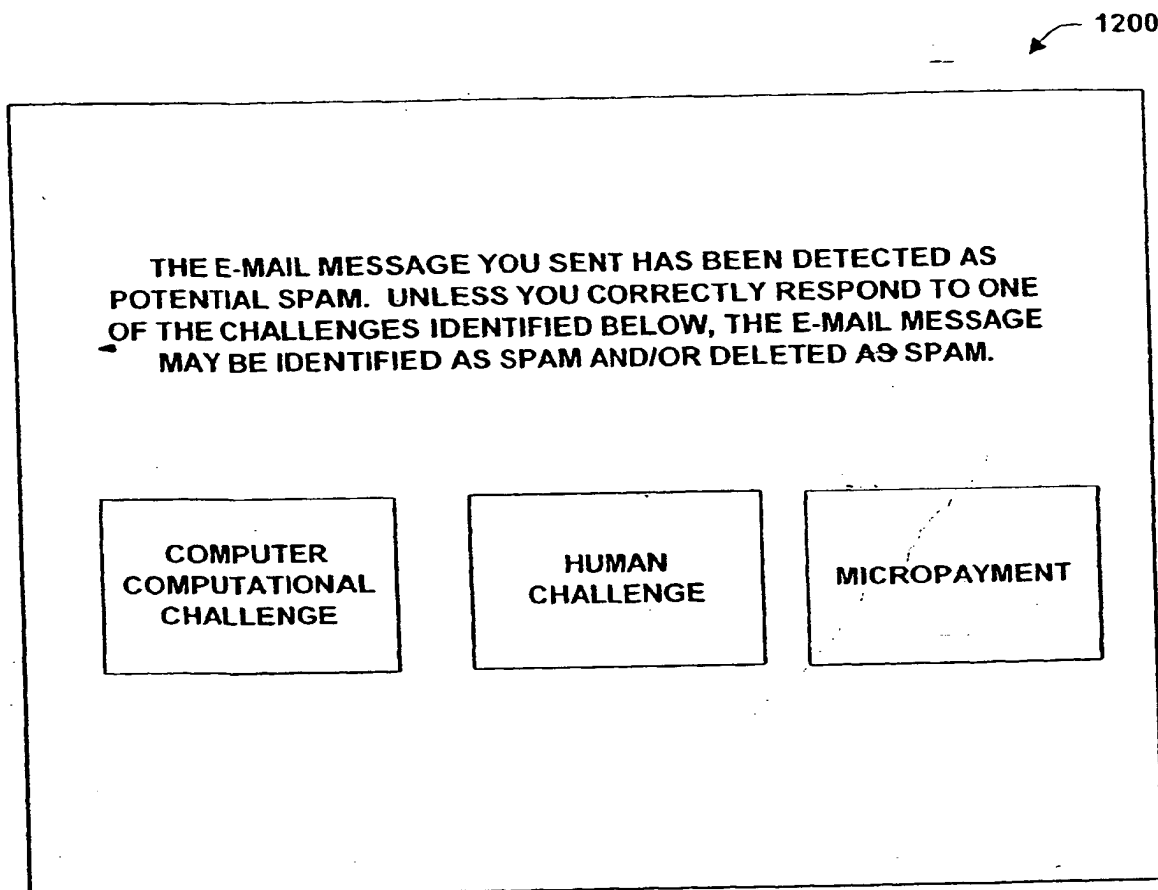 1200
THE E-MAIL MESSAGE YOU SENT HAS BEEN DETECTED AS
POTENTIAL SPAM. UNLESS YOU CORRECTLY RESPOND TO ONE
OF THE CHALLENGES IDENTIFIED BELOW, THE E-MAIL MESSAGE
MAY BE IDENTIFIED AS SPAM AND/OR DELETED AS SPAM.
COMPUTER
COMPUTATIONAL
CHALLENGE
HUMAN
CHALLENGE
MICROPAYMENT